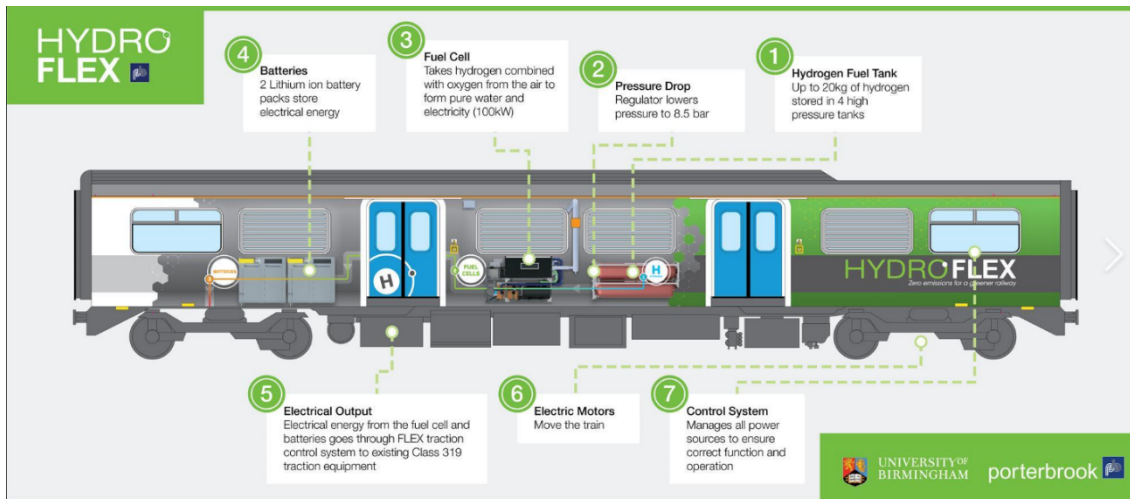 HYDRO
FLEX
4
Batteries
2 Lithium ion battery
packs store
electrical energy
3
Fuel Cell
Takes hydrogen combined
with oxygen from the air to
form pure water and
electricity (100kW)
2
Pressure Drop
Regulator lowers
pressure to 8.5 bar
1
Hydrogen Fuel Tank
Up to 20kg of hydrogen
stored in 4 high
pressure tanks
BATTERIES
H
FUEL
CELLS
H
HYDROFLEX
Zero emissions for a greener railway
5
Electrical Output
Electrical energy from the fuel cell and
batteries goes through FLEX traction
control system to existing Class 319
traction equipment
6
Electric Motors
Move the train
7
Control System
Manages all power
sources to ensure
correct function and
operation
UNIVERSITY OF
BIRMINGHAM
porterbrook